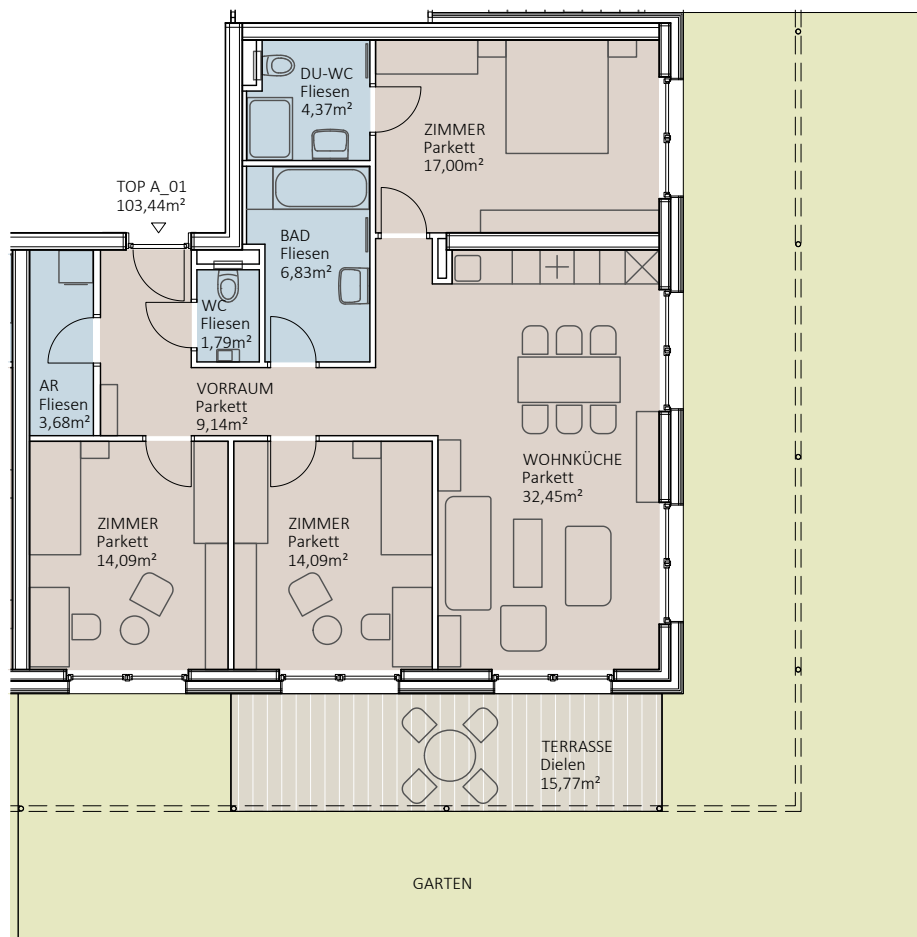 DU-WC
Fliesen
4,37m²
ZIMMER
Parkett
17,00m²
TOP A_01
103,44m²
BAD
Fliesen
6,83m²
WC
Fliesen
1,79m²
AR
Fliesen
3,68m²
VORRAUM
Parkett
9,14m²
WOHNKÜCHE
Parkett
32,45m²
ZIMMER
Parkett
14,09m²
ZIMMER
Parkett
14,09m²
TERRASSE
Dielen
15,77m²
GARTEN